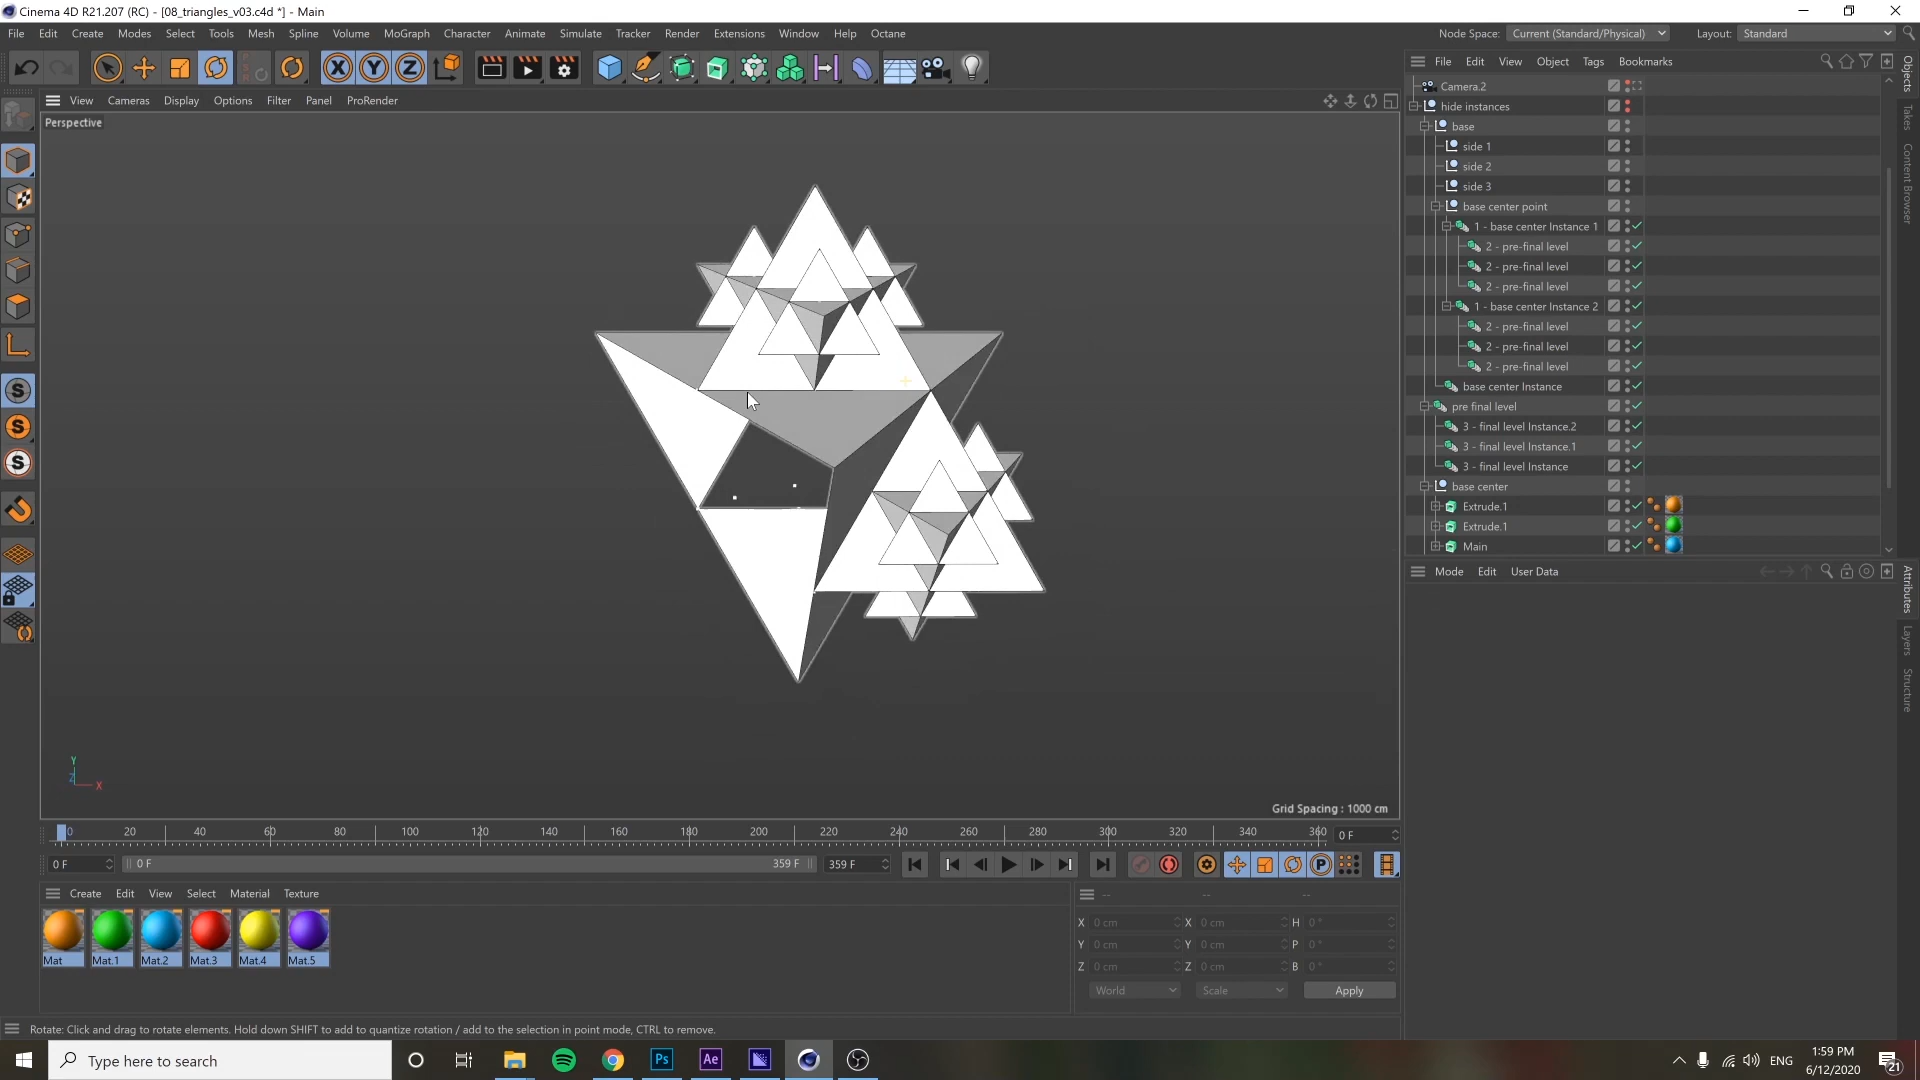 Cinema 4D R21.207 (RC) - [08_triangles_v03.c4d *] - Main
File Edit Create Modes Select Tools Mesh Spline Volume MoGraph Character Animate Simulate Tracker Render Extensions Window Help Octane
Node Space: Current (Standard/Physical) Layout: Standard
View Cameras Display Options Filter Panel ProRender
Perspective
Grid Spacing : 1000 cm
Y
Z
X
File Edit View Object Tags Bookmarks
Camera.2
hide instances
base
side 1
side 2
side 3
base center point
1 - base center Instance 1
2 - pre-final level
2 - pre-final level
2 - pre-final level
1 - base center Instance 2
2 - pre-final level
2 - pre-final level
2 - pre-final level
base center Instance
pre final level
3 - final level Instance.2
3 - final level Instance.1
3 - final level Instance
base center
Extrude.1
Extrude.1
Main
Objects
Takes
Content Browser
Mode Edit User Data
Attributes
Layers
Structure
0 20 40 60 80 100 120 140 160 180 200 220 240 260 280 300 320 340 360 0 F
0 F 0 F 359 F 359 F
Create Edit View Select Material Texture
Mat Mat.1 Mat.2 Mat.3 Mat.4 Mat.5
-- -- --
X 0 cm X 0 cm H 0 °
Y 0 cm Y 0 cm P 0 °
Z 0 cm Z 0 cm B 0 °
World Scale Apply
Rotate: Click and drag to rotate elements. Hold down SHIFT to add to quantize rotation / add to the selection in point mode, CTRL to remove.
Type here to search
Ps
Ae
ENG
1:59 PM
6/12/2020
21